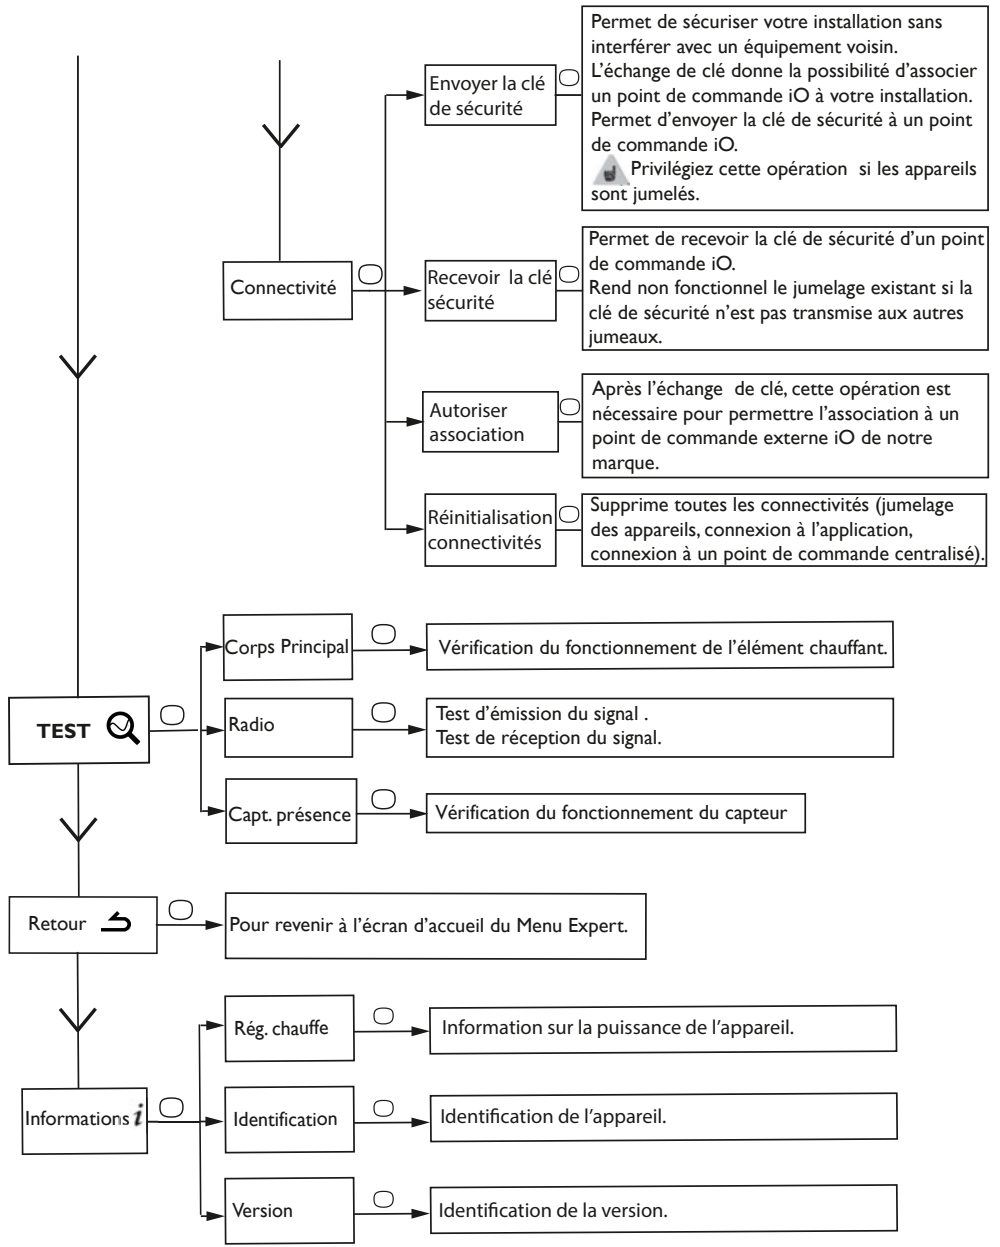 Permet de sécuriser votre installation sans
interférer avec un équipement voisin.
L'échange de clé donne la possibilité d'associer
un point de commande iO à votre installation.
Permet d'envoyer la clé de sécurité à un point
de commande iO.
Privilégiez cette opération si les appareils
sont jumelés.
Envoyer la clé
de sécurité
Connectivité
Recevoir la clé
sécurité
Permet de recevoir la clé de sécurité d'un point
de commande iO.
Rend non fonctionnel le jumelage existant si la
clé de sécurité n'est pas transmise aux autres
jumeaux.
Autoriser
association
Après l'échange de clé, cette opération est
nécessaire pour permettre l'association à un
point de commande externe iO de notre
marque.
Réinitialisation
connectivités
Supprime toutes les connectivités (jumelage
des appareils, connexion à l'application,
connexion à un point de commande centralisé).
TEST
Corps Principal
Vérification du fonctionnement de l'élément chauffant.
Radio
Test d'émission du signal .
Test de réception du signal.
Capt. présence
Vérification du fonctionnement du capteur
Retour
Pour revenir à l'écran d'accueil du Menu Expert.
Informations i
Rég. chauffe
Information sur la puissance de l'appareil.
Identification
Identification de l'appareil.
Version
Identification de la version.